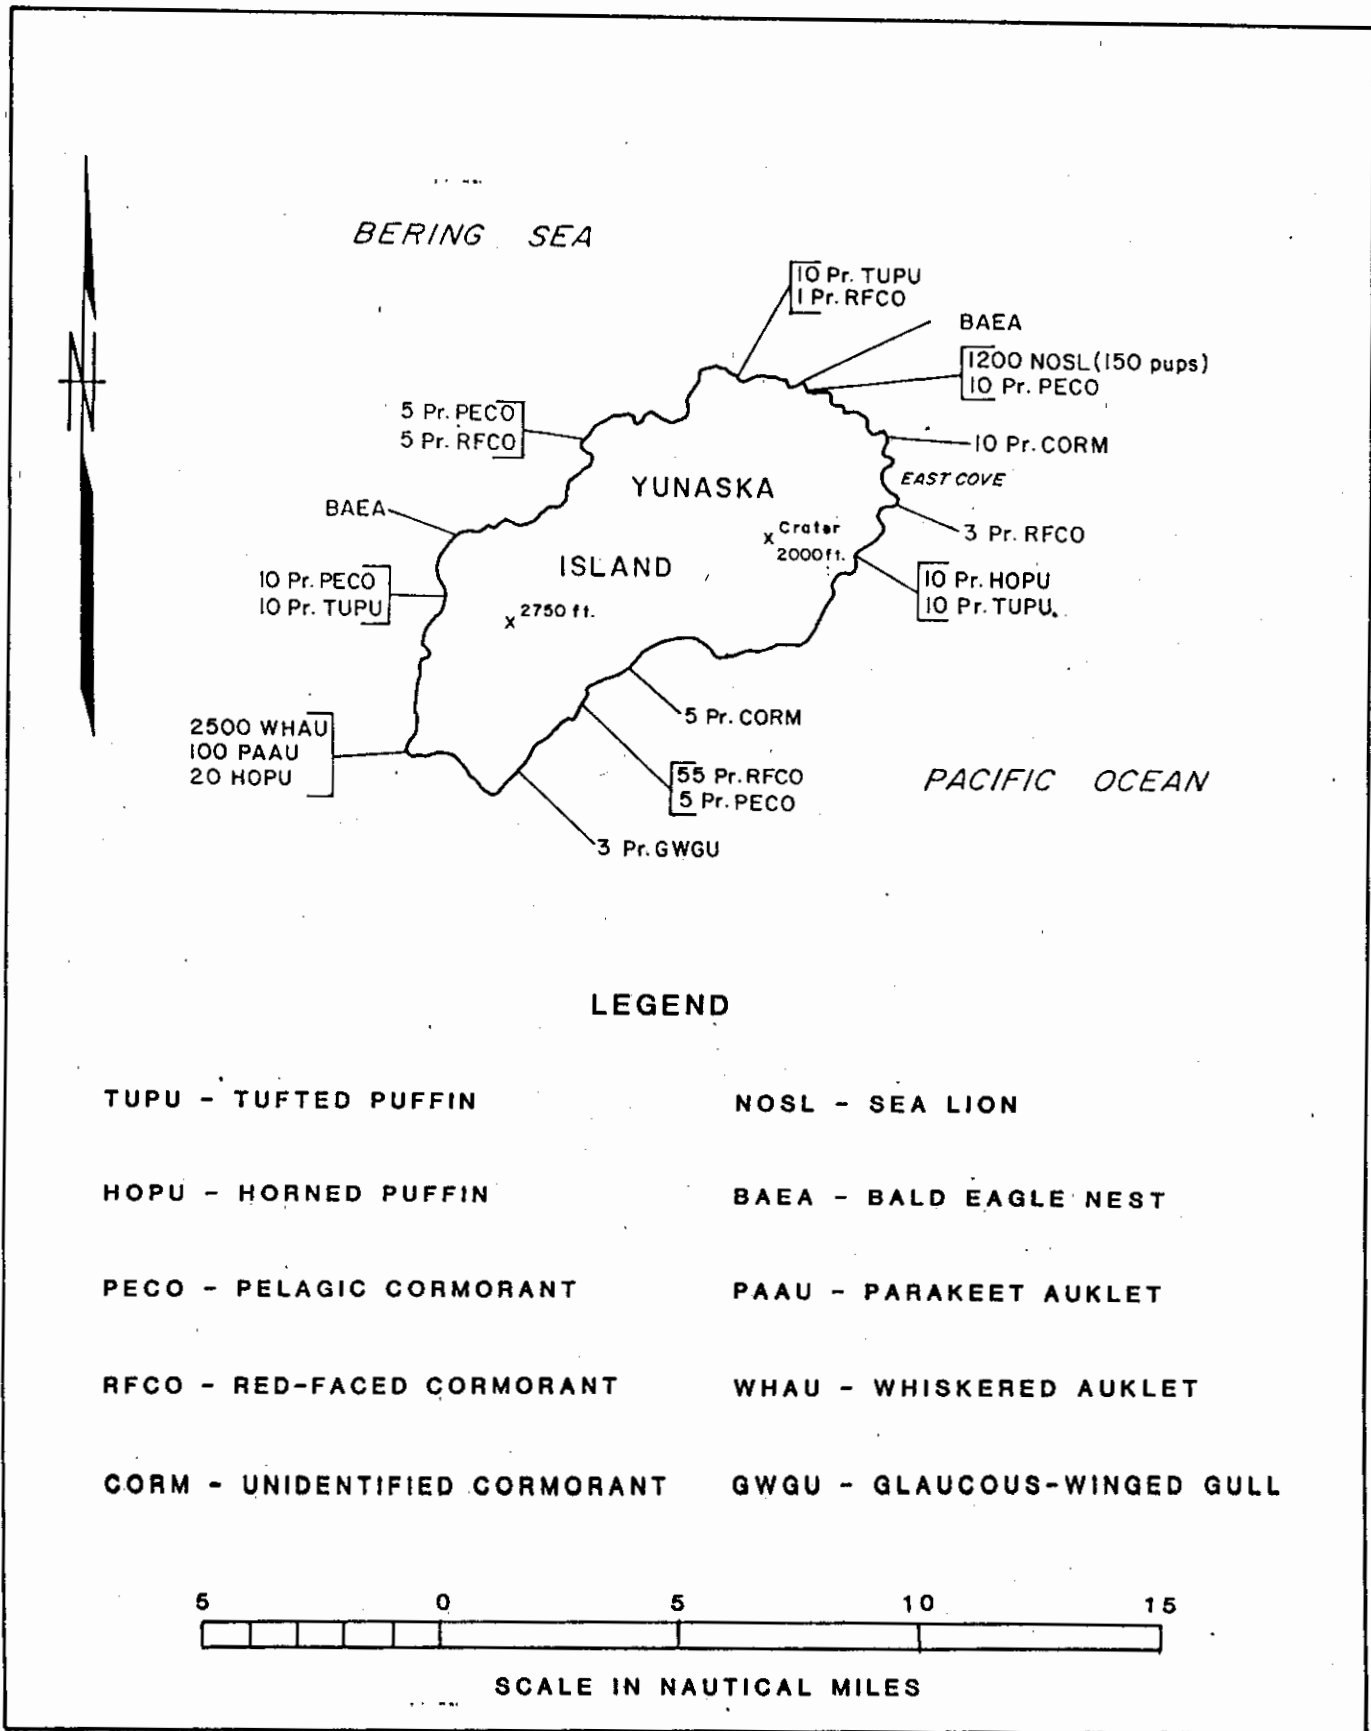 BERING SEA
N
10 Pr. TUPU
1 Pr. RFCO
BAEA
1200 NOSL (150 pups)
10 Pr. PECO
5 Pr. PECO
5 Pr. RFCO
10 Pr. CORM
EAST COVE
YUNASKA
BAEA
Crater
2000 ft.
3 Pr. RFCO
ISLAND
10 Pr. PECO
10 Pr. TUPU
10 Pr. HOPU
10 Pr. TUPU.
x 2750 ft.
5 Pr. CORM
2500 WHAU
100 PAAU
20 HOPU
55 Pr. RFCO
5 Pr. PECO
PACIFIC OCEAN
3 Pr. GWGU
LEGEND
TUPU - TUFTED PUFFIN
NOSL - SEA LION
HOPU - HORNED PUFFIN
BAEA - BALD EAGLE NEST
PECO - PELAGIC CORMORANT
PAAU - PARAKEET AUKLET
RFCO - RED-FACED CORMORANT
WHAU - WHISKERED AUKLET
CORM - UNIDENTIFIED CORMORANT
GWGU - GLAUCOUS-WINGED GULL
5 0 5 10 15
SCALE IN NAUTICAL MILES